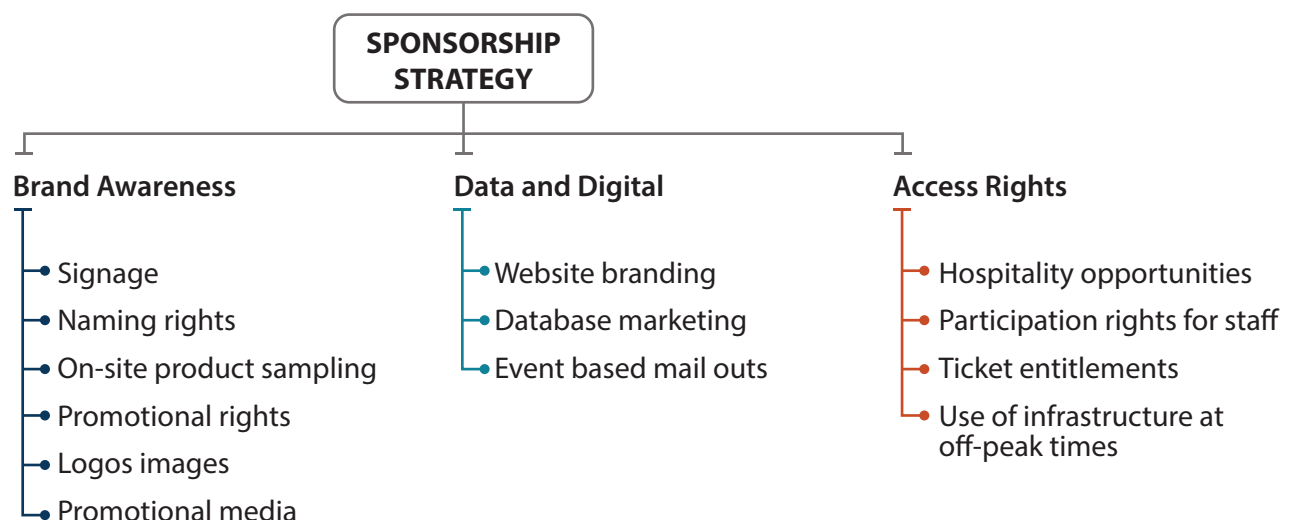 SPONSORSHIP
STRATEGY
Brand Awareness
Signage
Naming rights
On-site product sampling
Promotional rights
Logos images
Promotional media
Data and Digital
Website branding
Database marketing
Event based mail outs
Access Rights
Hospitality opportunities
Participation rights for staff
Ticket entitlements
Use of infrastructure at
off-peak times